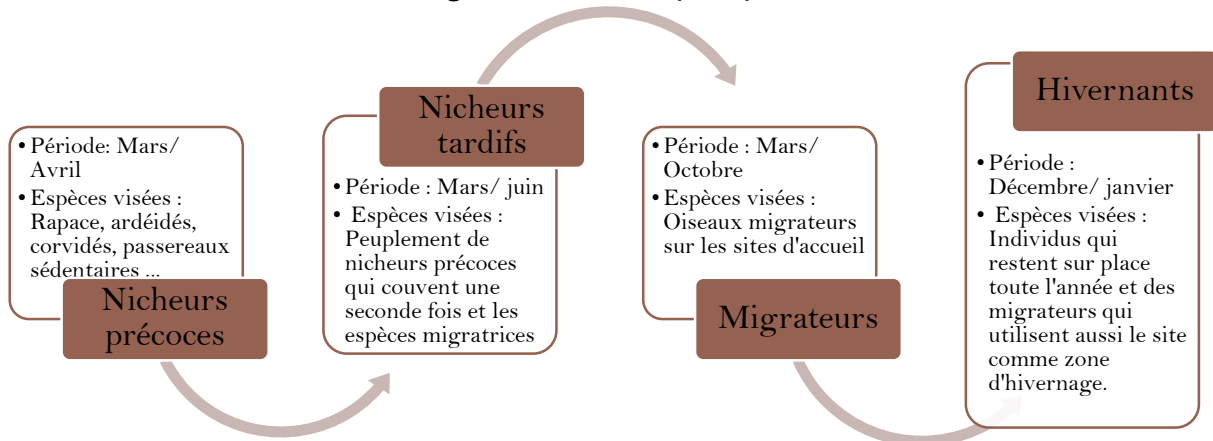 • Période: Mars/
Avril
• Espèces visées :
Rapace, ardéidés,
corvidés, passereaux
sédentaires ...
Nicheurs
précoces
Nicheurs
tardifs
• Période : Mars/ juin
• Espèces visées :
Peuplement de
nicheurs précoces
qui couvent une
seconde fois et les
espèces migratrices
• Période : Mars/
Octobre
• Espèces visées :
Oiseaux migrateurs
sur les sites d'accueil
Migrateurs
Hivernants
• Période :
Décembre/ janvier
• Espèces visées :
Individus qui
restent sur place
toute l'année et des
migrateurs qui
utilisent aussi le site
comme zone
d'hivernage.